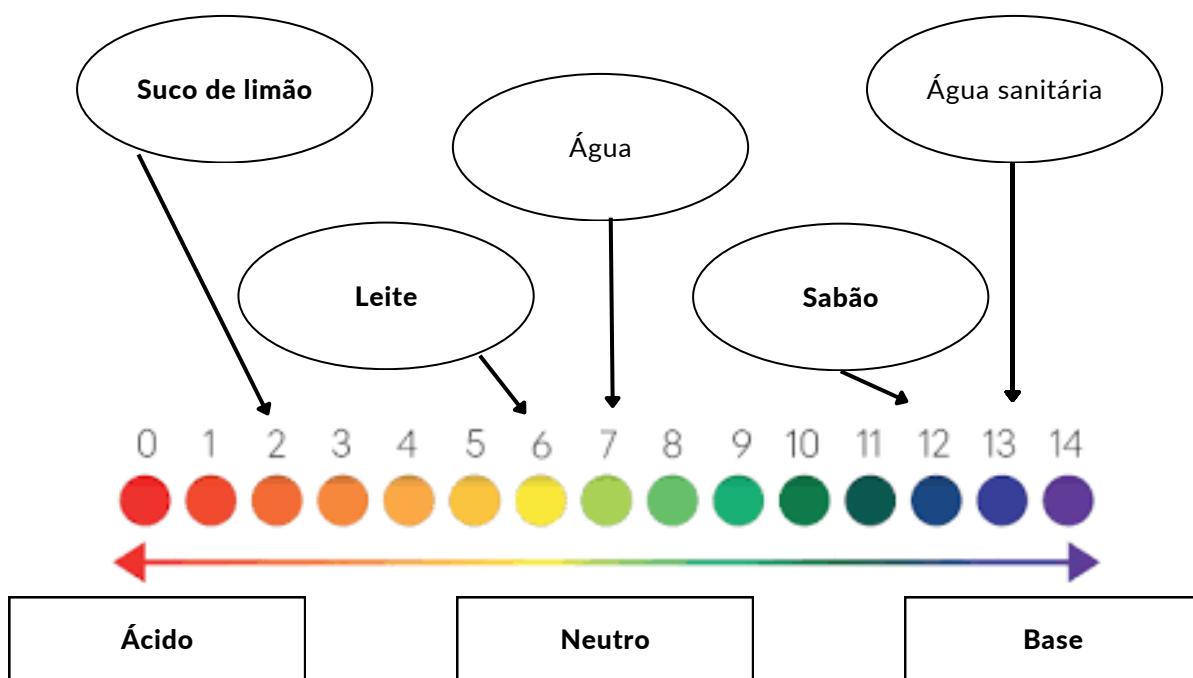 Suco de limão
Água sanitária
Água
Leite
Sabão
0 1 2 3 4 5 6 7 8 9 10 11 12 13 14
Ácido
Neutro
Base